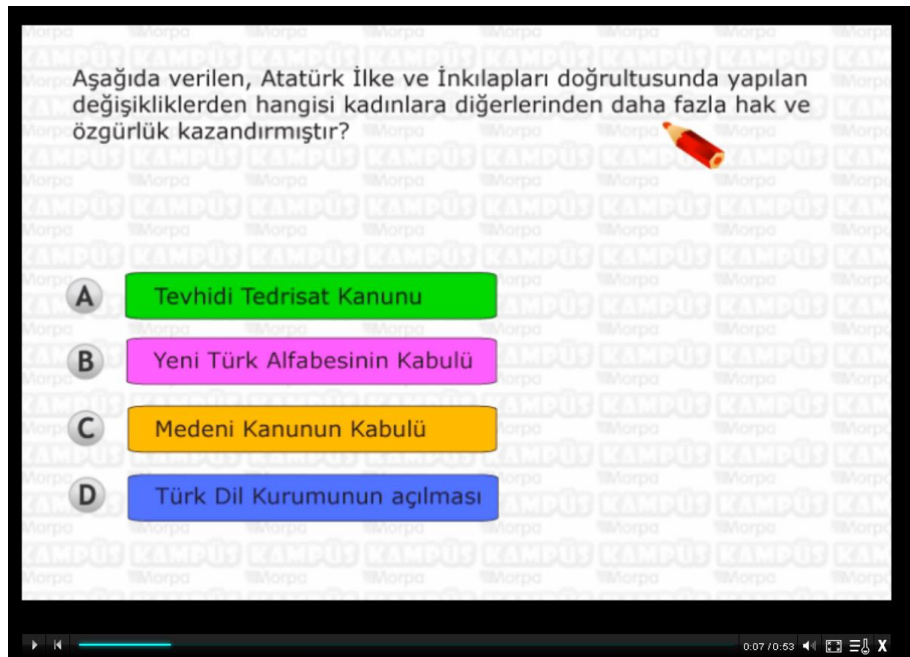 Aşağıda verilen, Atatürk İlke ve İnkılapları doğrultusunda yapılan
değişikliklerden hangisi kadınlara diğerlerinden daha fazla hak ve
özgürlük kazandırmıştır?
A Tevhidi Tedrisat Kanunu
B Yeni Türk Alfabesinin Kabulü
C Medeni Kanunun Kabulü
D Türk Dil Kurumunun açılması
0:07 / 0:53 X